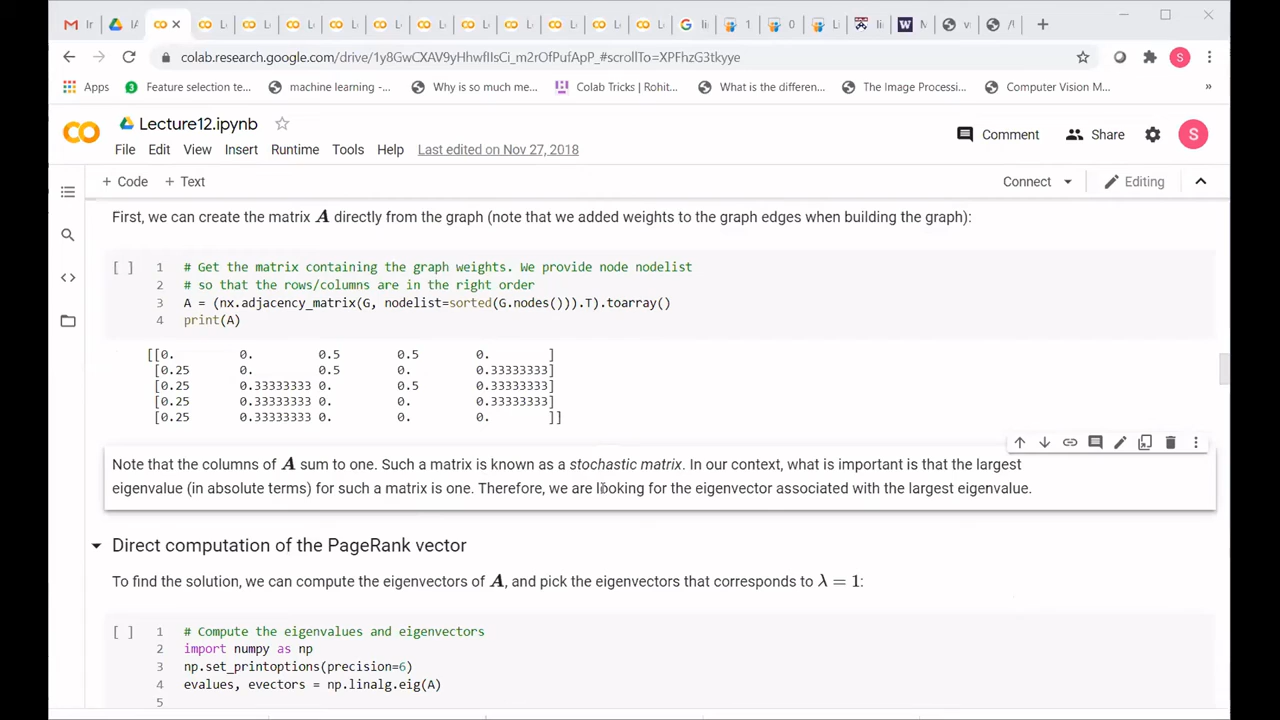 Ir
IA
L
L
L
L
L
L
L
L
L
L
L
li
1
0
L
li
M
v
/!
colab.research.google.com/drive/1y8GwCXAV9yHhwfIIsCi_m2rOfPufApP_#scrollTo=XPFhzG3tkyye
S
Apps
3 Feature selection te...
machine learning -...
Why is so much me...
Colab Tricks | Rohit...
What is the differen...
The Image Processi...
Computer Vision M...
»
Lecture12.ipynb
Comment
Share
S
File Edit View Insert Runtime Tools Help Last edited on Nov 27, 2018
+ Code + Text
Connect
Editing
First, we can create the matrix A directly from the graph (note that we added weights to the graph edges when building the graph):
[ ] 1 # Get the matrix containing the graph weights. We provide node nodelist
2 # so that the rows/columns are in the right order
3 A = (nx.adjacency_matrix(G, nodelist=sorted(G.nodes())).T).toarray()
4 print(A)
[[0. 0. 0.5 0.5 0. ]
[0.25 0. 0.5 0. 0.33333333]
[0.25 0.33333333 0. 0.5 0.33333333]
[0.25 0.33333333 0. 0. 0.33333333]
[0.25 0.33333333 0. 0. 0. ]]
Note that the columns of A sum to one. Such a matrix is known as a stochastic matrix. In our context, what is important is that the largest
eigenvalue (in absolute terms) for such a matrix is one. Therefore, we are looking for the eigenvector associated with the largest eigenvalue.
Direct computation of the PageRank vector
To find the solution, we can compute the eigenvectors of A, and pick the eigenvectors that corresponds to λ = 1:
[ ] 1 # Compute the eigenvalues and eigenvectors
2 import numpy as np
3 np.set_printoptions(precision=6)
4 evalues, evectors = np.linalg.eig(A)
5